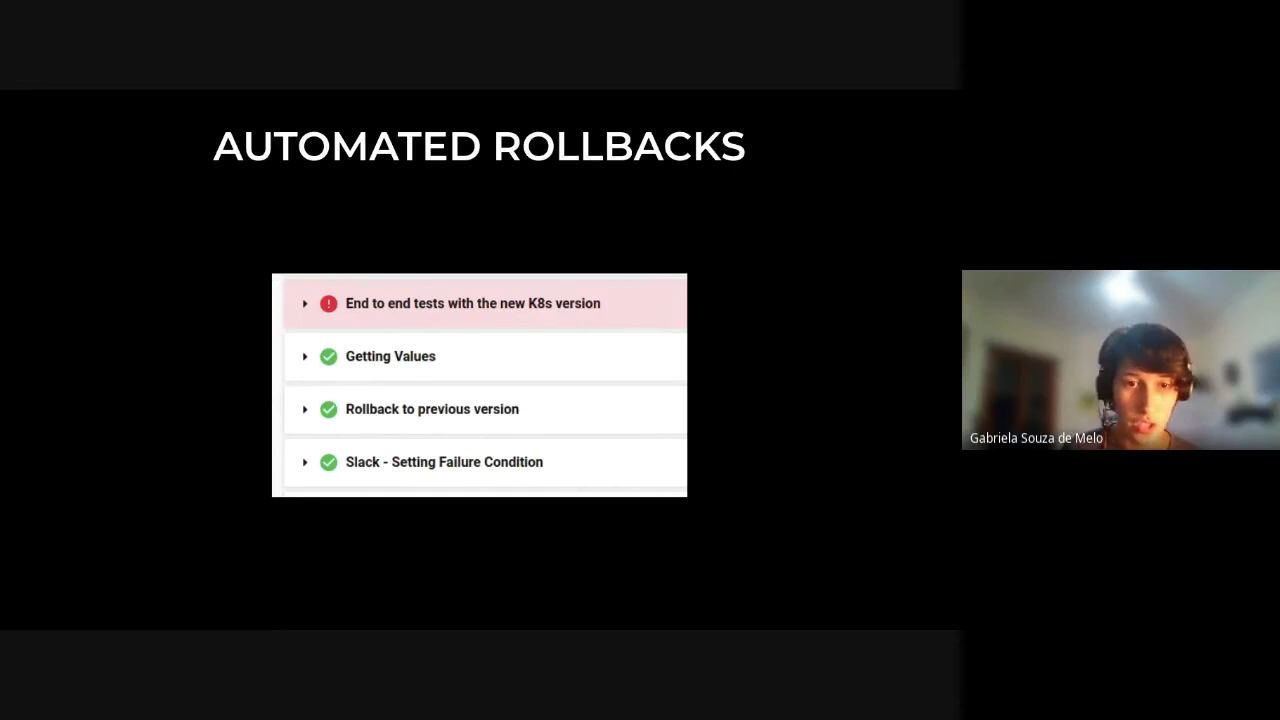 AUTOMATED ROLLBACKS
End to end tests with the new K8s version
Getting Values
Rollback to previous version
Slack - Setting Failure Condition
Gabriela Souza de Melo